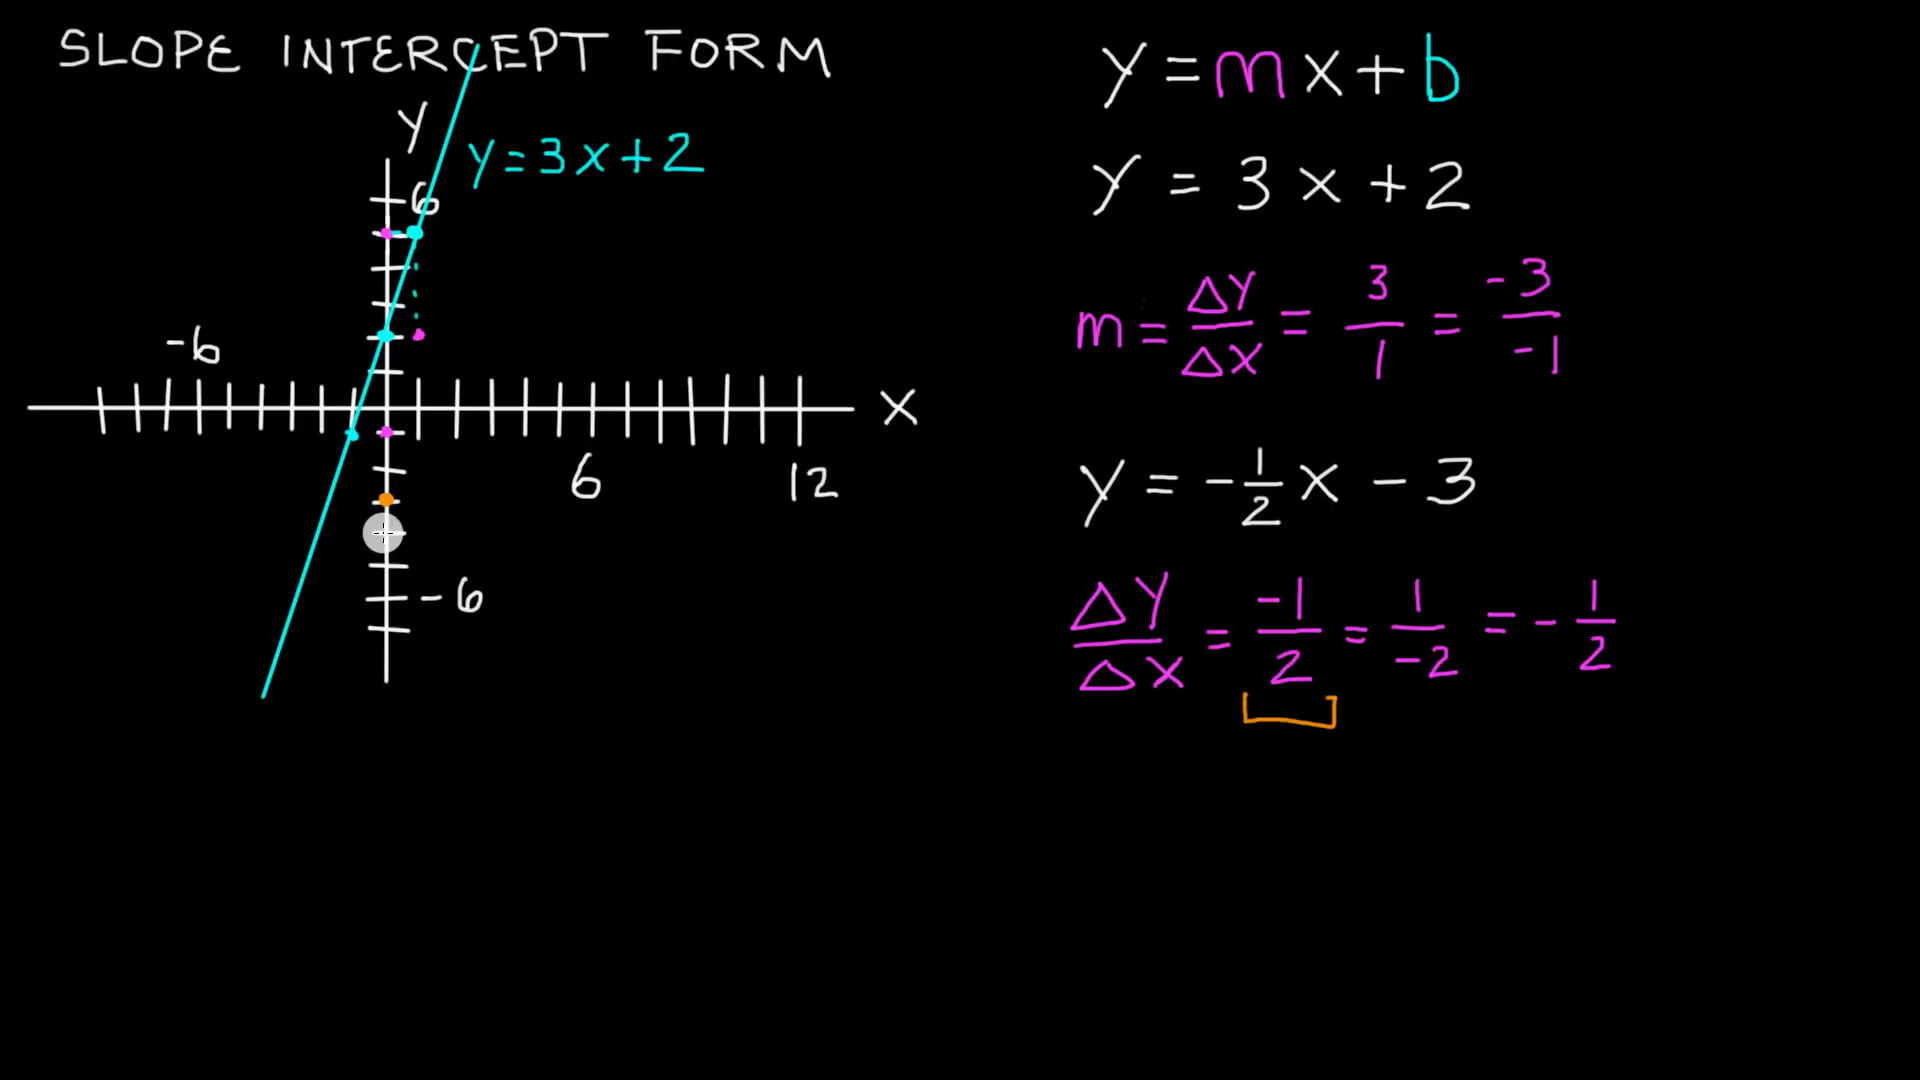 SLOPE INTERCEPT FORM
y = mx + b
y
y = 3x + 2
y = 3x + 2
6
m = Δy/Δx = 3/1 = -3/-1
-6
x
6
12
y = -1/2 x - 3
-6
Δy/Δx = -1/2 = 1/-2 = -1/2